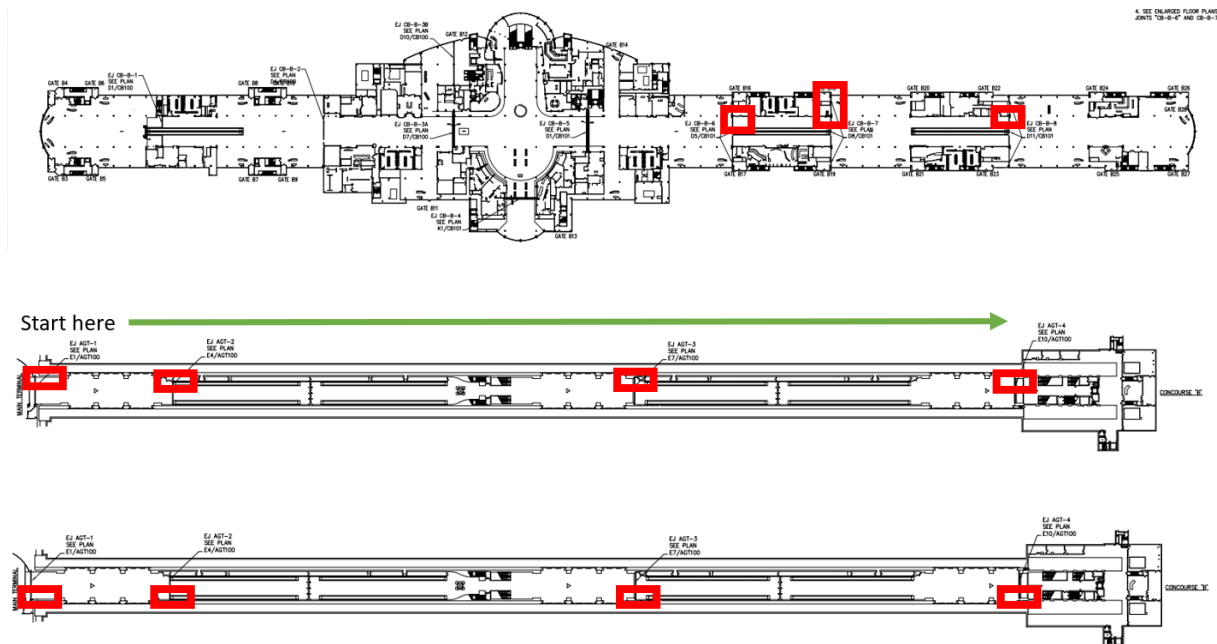 4. SEE ENLARGED FLOOR PLANS
JOINTS "CB-B-6" AND CB-B-7
EJ CB-B-3B
SEE PLAN
D10/CB100
GATE B12
GATE B14
EJ CB-B-1
SEE PLAN
D1/CB100
EJ CB-B-2
SEE PLAN
GATE B4
GATE B6
GATE B8
GATE B16
GATE B20
GATE B22
GATE B24
GATE B26
GATE B28
EJ CB-B-3A
SEE PLAN
D7/CB100
EJ CB-B-5
SEE PLAN
D1/CB101
EJ CB-B-6
SEE PLAN
D5/CB101
EJ CB-B-7
SEE PLAN
D8/CB101
EJ CB-B-8
SEE PLAN
D11/CB101
GATE B3
GATE B5
GATE B7
GATE B9
GATE B17
GATE B19
GATE B21
GATE B23
GATE B25
GATE B27
GATE B11
EJ CB-B-4
SEE PLAN
K1/CB101
GATE B13
Start here
EJ AGT-1
SEE PLAN
E1/AGT100
EJ AGT-2
SEE PLAN
E4/AGT100
EJ AGT-3
SEE PLAN
E7/AGT100
EJ AGT-4
SEE PLAN
E10/AGT100
MAIN TERMINAL
CONCOURSE "B"
EJ AGT-1
SEE PLAN
E1/AGT100
EJ AGT-2
SEE PLAN
E4/AGT100
EJ AGT-3
SEE PLAN
E7/AGT100
EJ AGT-4
SEE PLAN
E10/AGT100
MAIN TERMINAL
CONCOURSE "B"